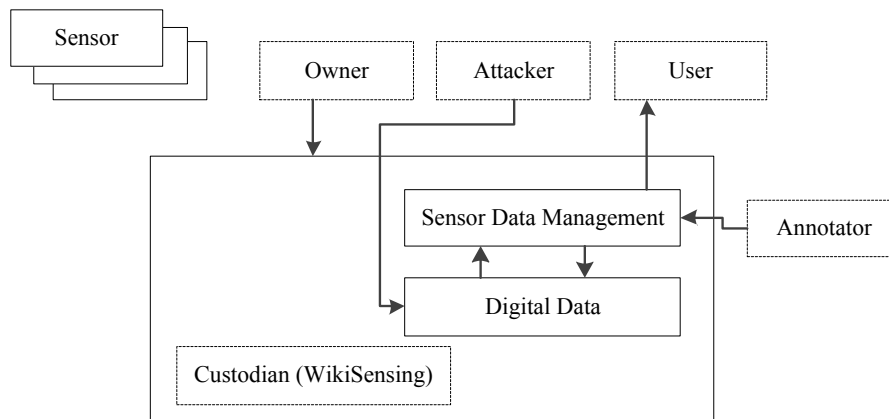 Sensor
Owner
Attacker
User
Sensor Data Management
Annotator
Digital Data
Custodian (WikiSensing)